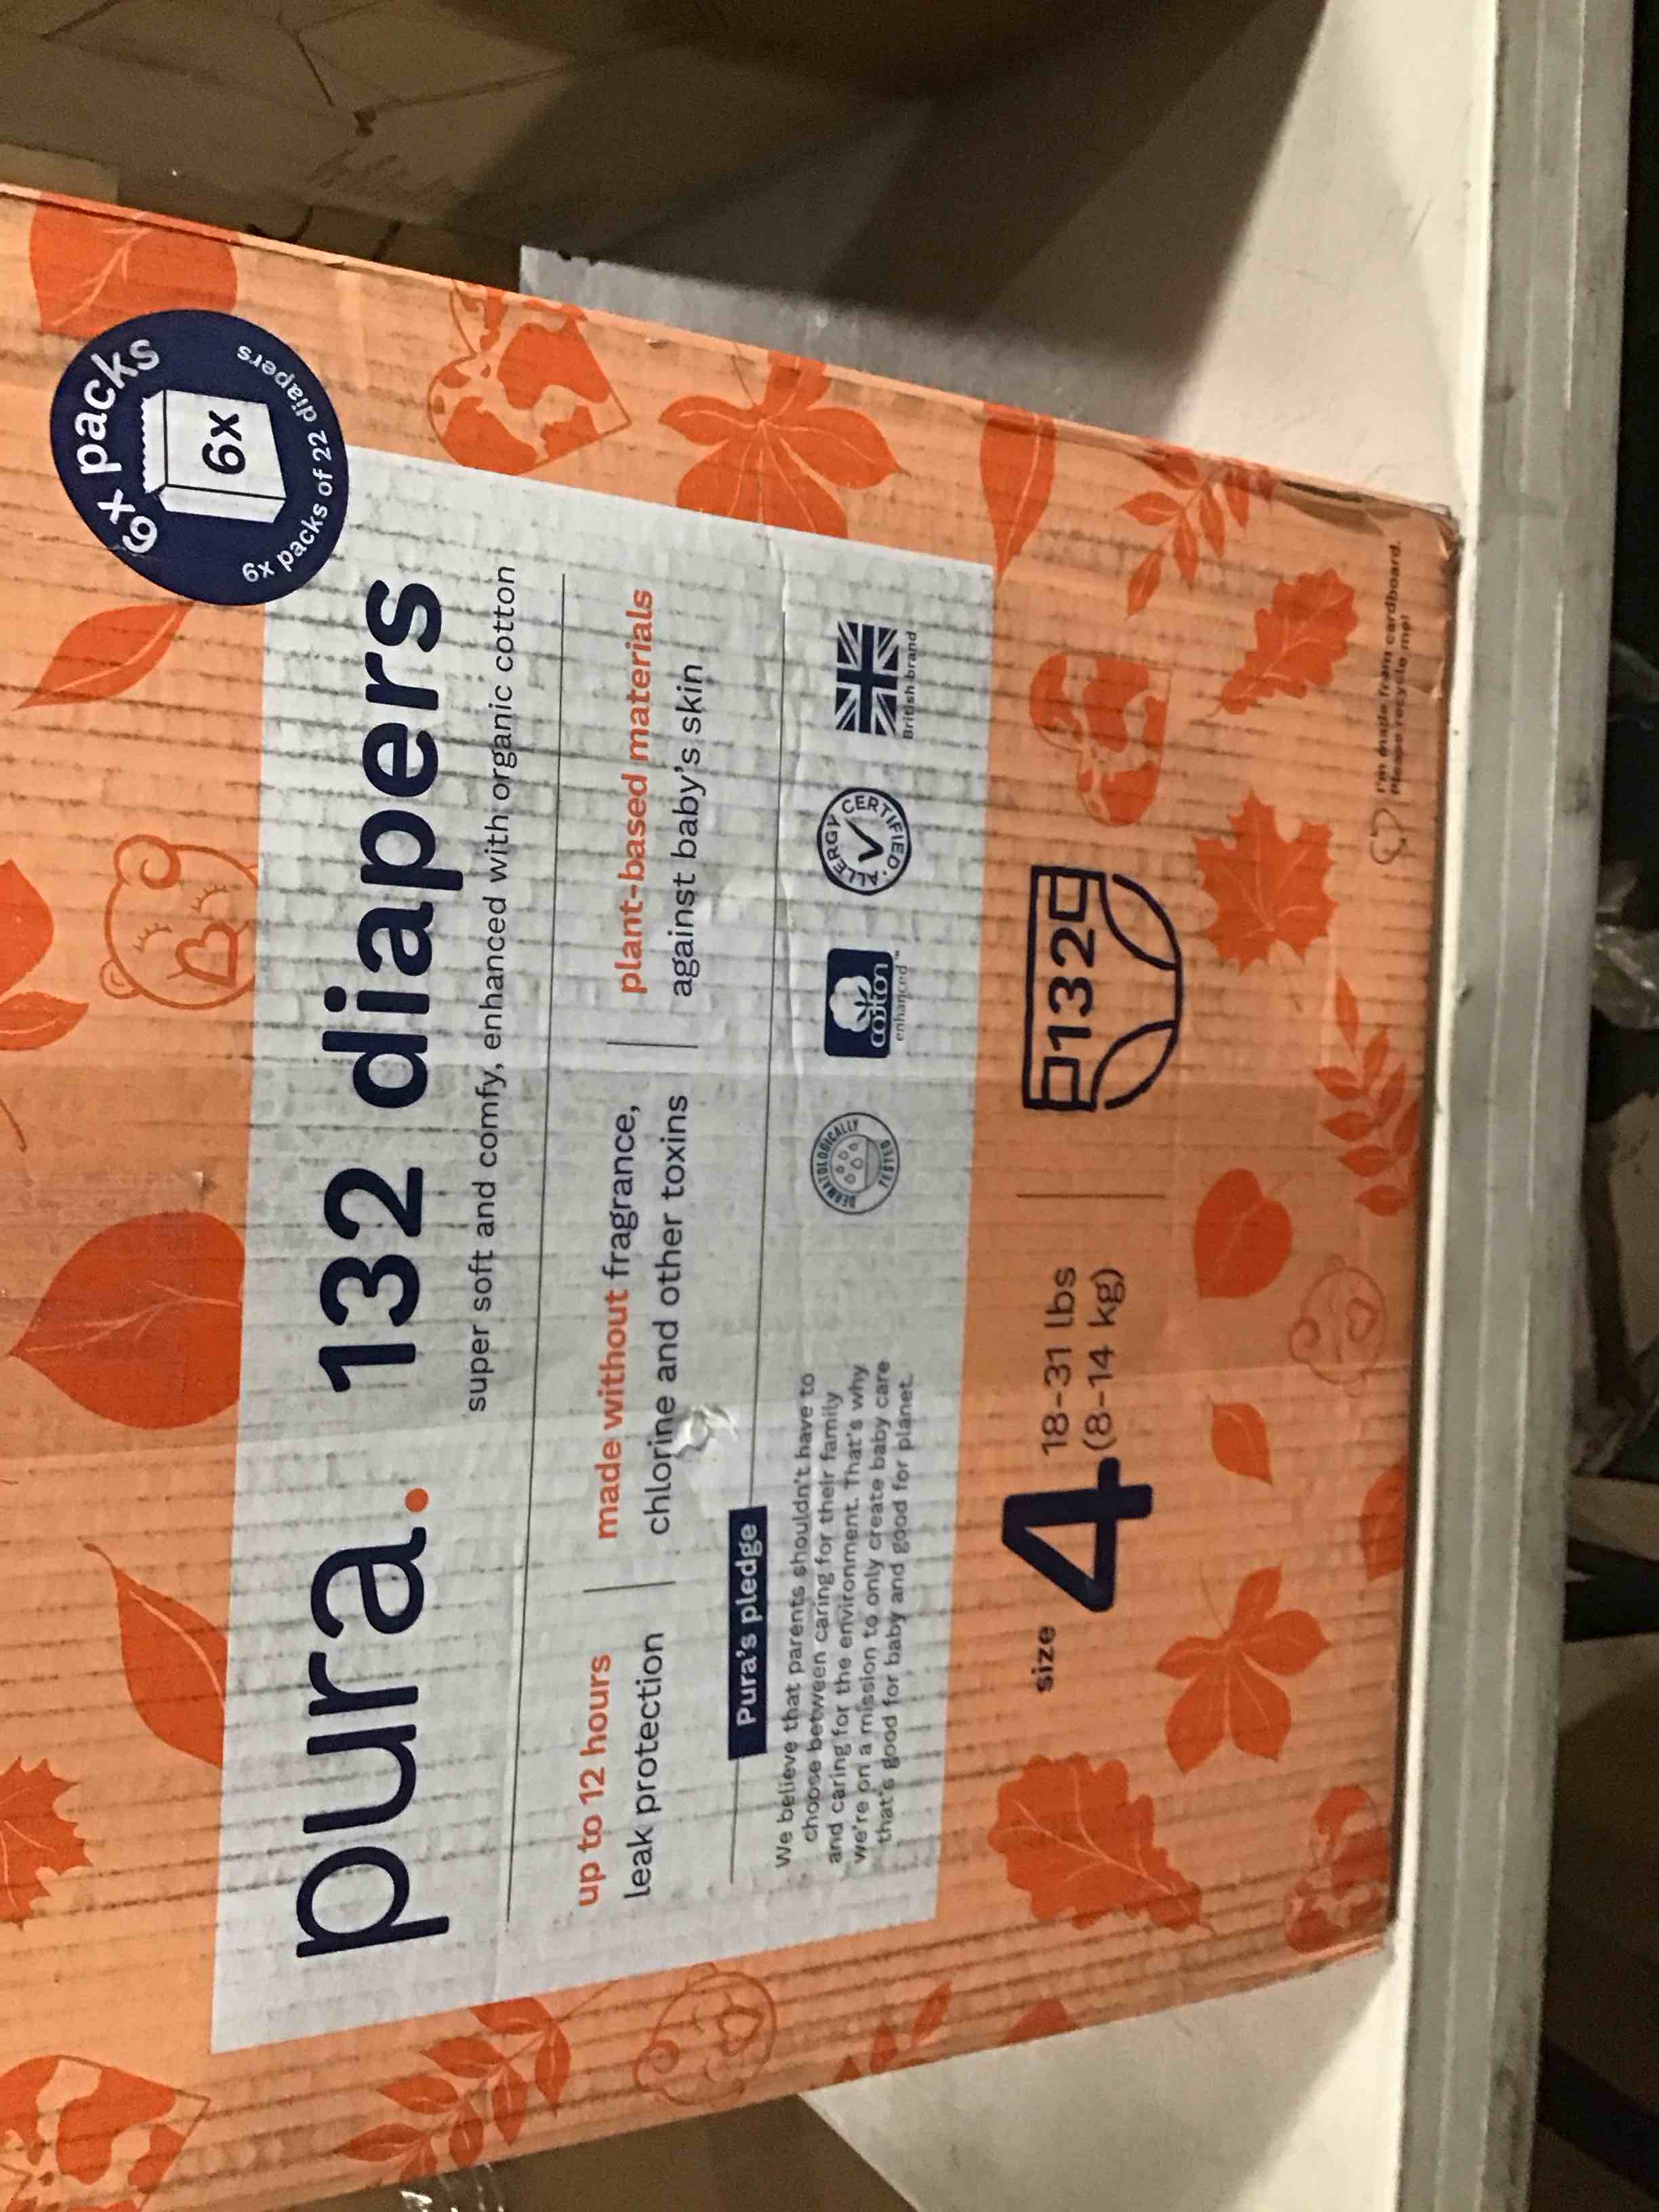 6x packs
6x
6x packs of 22 diapers
pura. 132 diapers
super soft and comfy, enhanced with organic cotton
up to 12 hours
leak protection
made without fragrance,
chlorine and other toxins
plant-based materials
against baby's skin
Pura's pledge
We believe that parents shouldn't have to
choose between caring for their family
and caring for the environment. That's why
we're on a mission to only create baby care
that's good for baby and good for planet.
DERMATOLOGICALLY
TESTED
cotton
enhanced™
ALLERGY CERTIFIED
British brand
size 4
18-31 lbs
(8-14 kg)
132
I'm made from cardboard.
Please recycle me!